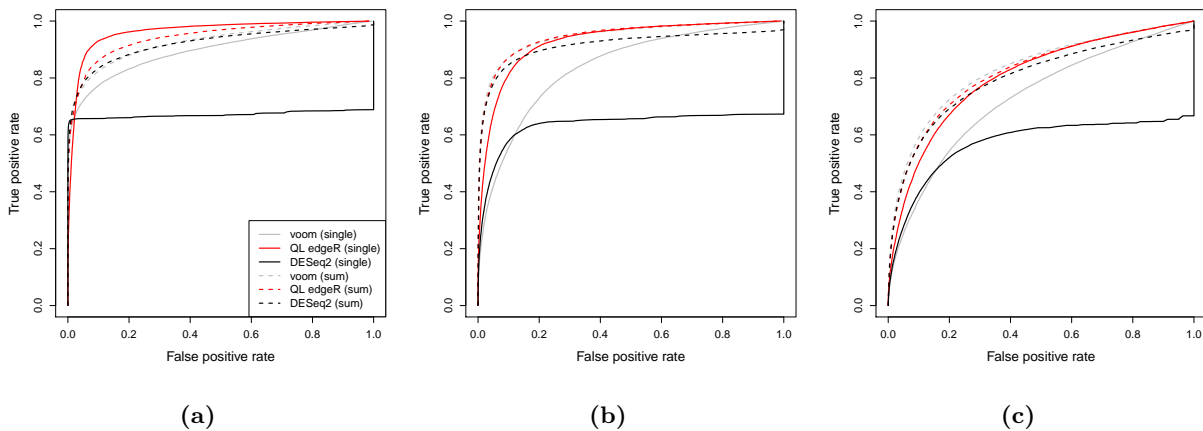 True positive rate
0.0
0.2
0.4
0.6
0.8
1.0
voom (single)
QL edgeR (single)
DESeq2 (single)
voom (sum)
QL edgeR (sum)
DESeq2 (sum)
0.0 0.2 0.4 0.6 0.8 1.0
False positive rate
(a)
True positive rate
0.0
0.2
0.4
0.6
0.8
1.0
0.0 0.2 0.4 0.6 0.8 1.0
False positive rate
(b)
True positive rate
0.0
0.2
0.4
0.6
0.8
1.0
0.0 0.2 0.4 0.6 0.8 1.0
False positive rate
(c)